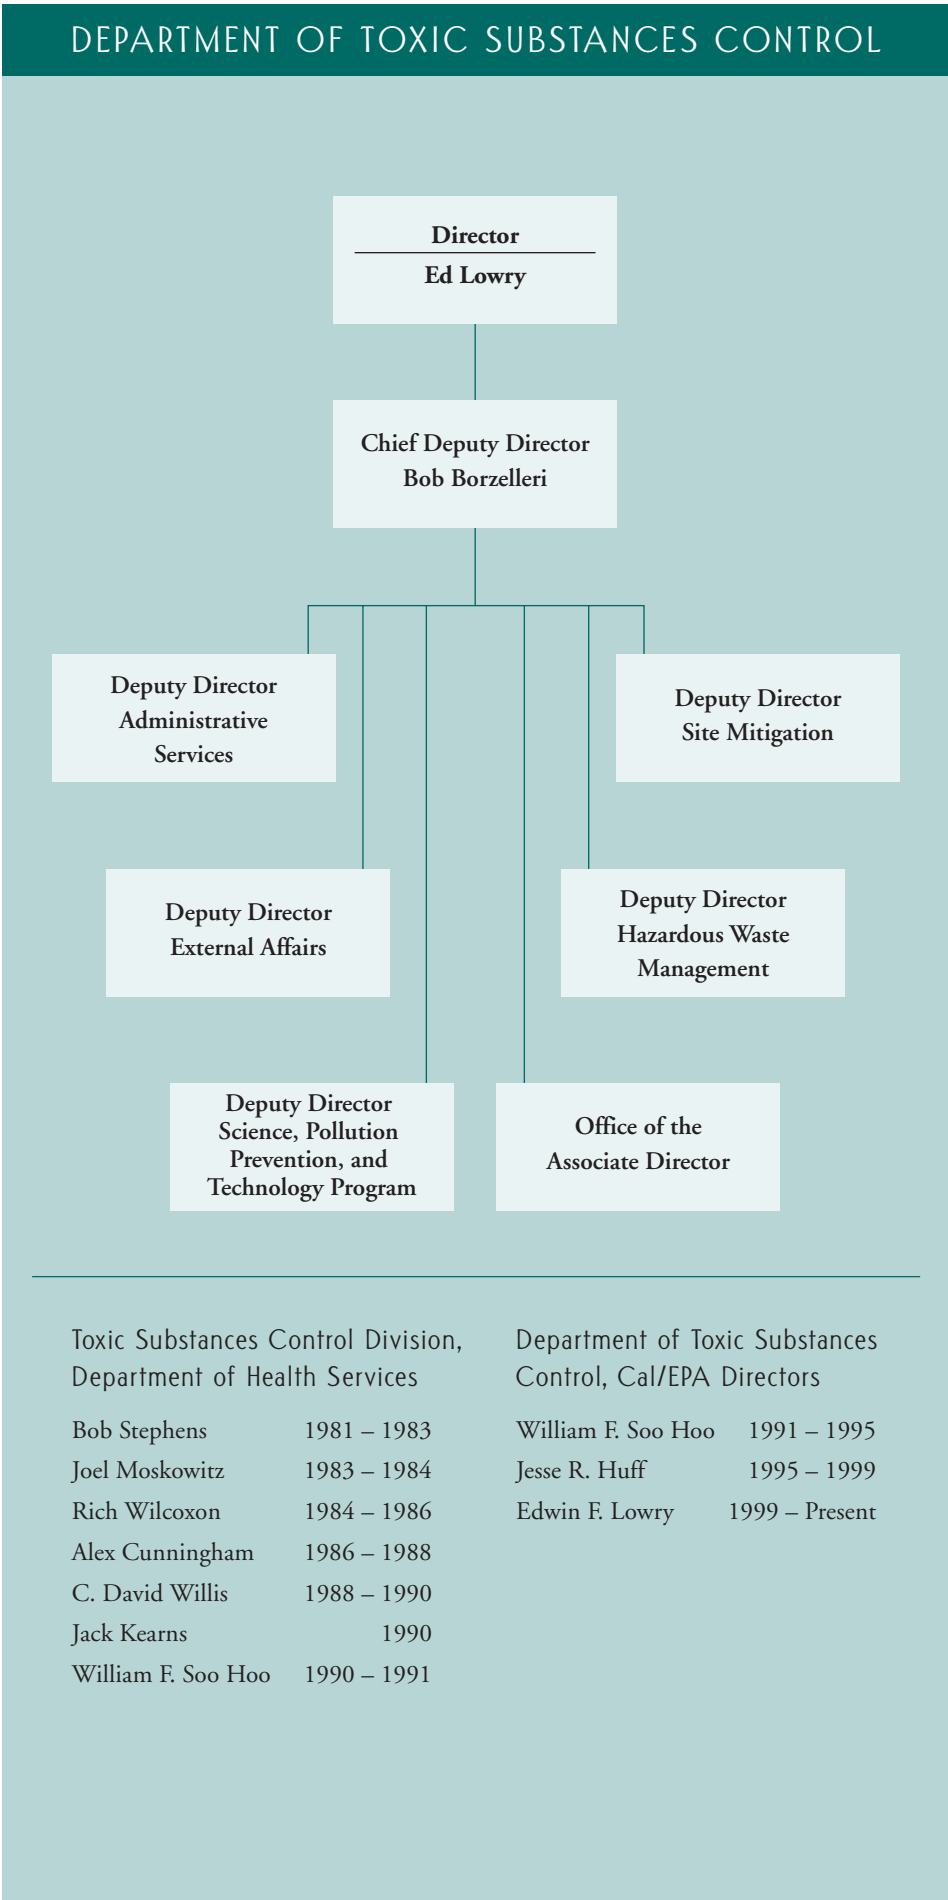 DEPARTMENT OF TOXIC SUBSTANCES CONTROL
Director
Ed Lowry
Chief Deputy Director
Bob Borzelleri
Deputy Director
Administrative
Services
Deputy Director
Site Mitigation
Deputy Director
External Affairs
Deputy Director
Hazardous Waste
Management
Deputy Director
Science, Pollution
Prevention, and
Technology Program
Office of the
Associate Director
Toxic Substances Control Division,
Department of Health Services
Bob Stephens 1981 – 1983
Joel Moskowitz 1983 – 1984
Rich Wilcoxon 1984 – 1986
Alex Cunningham 1986 – 1988
C. David Willis 1988 – 1990
Jack Kearns 1990
William F. Soo Hoo 1990 – 1991
Department of Toxic Substances
Control, Cal/EPA Directors
William F. Soo Hoo 1991 – 1995
Jesse R. Huff 1995 – 1999
Edwin F. Lowry 1999 – Present